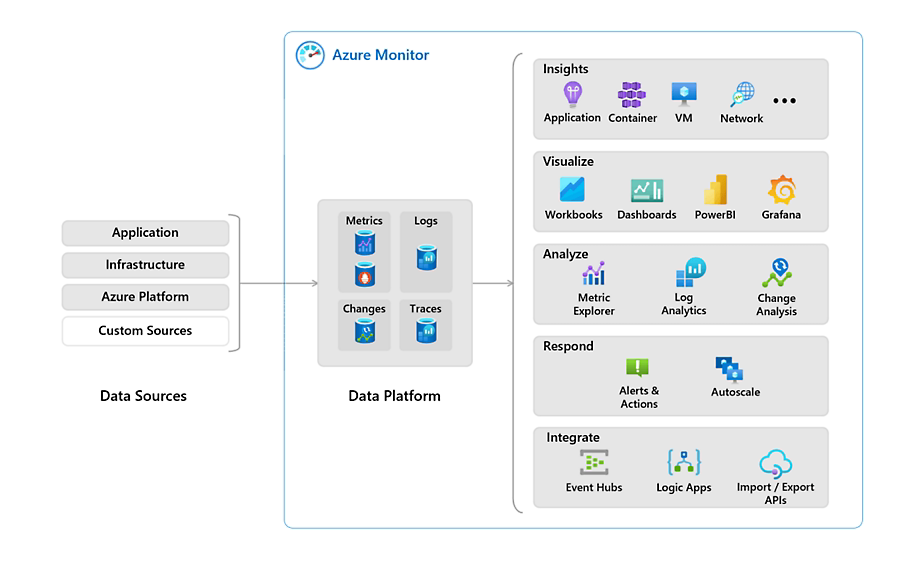 Azure Monitor
Application
Infrastructure
Azure Platform
Custom Sources
Data Sources
Metrics
Logs
Changes
Traces
Data Platform
Insights
Application
Container
VM
Network
•••
Visualize
Workbooks
Dashboards
PowerBI
Grafana
Analyze
Metric
Explorer
Log
Analytics
Change
Analysis
Respond
Alerts &
Actions
Autoscale
Integrate
Event Hubs
Logic Apps
Import / Export
APIs